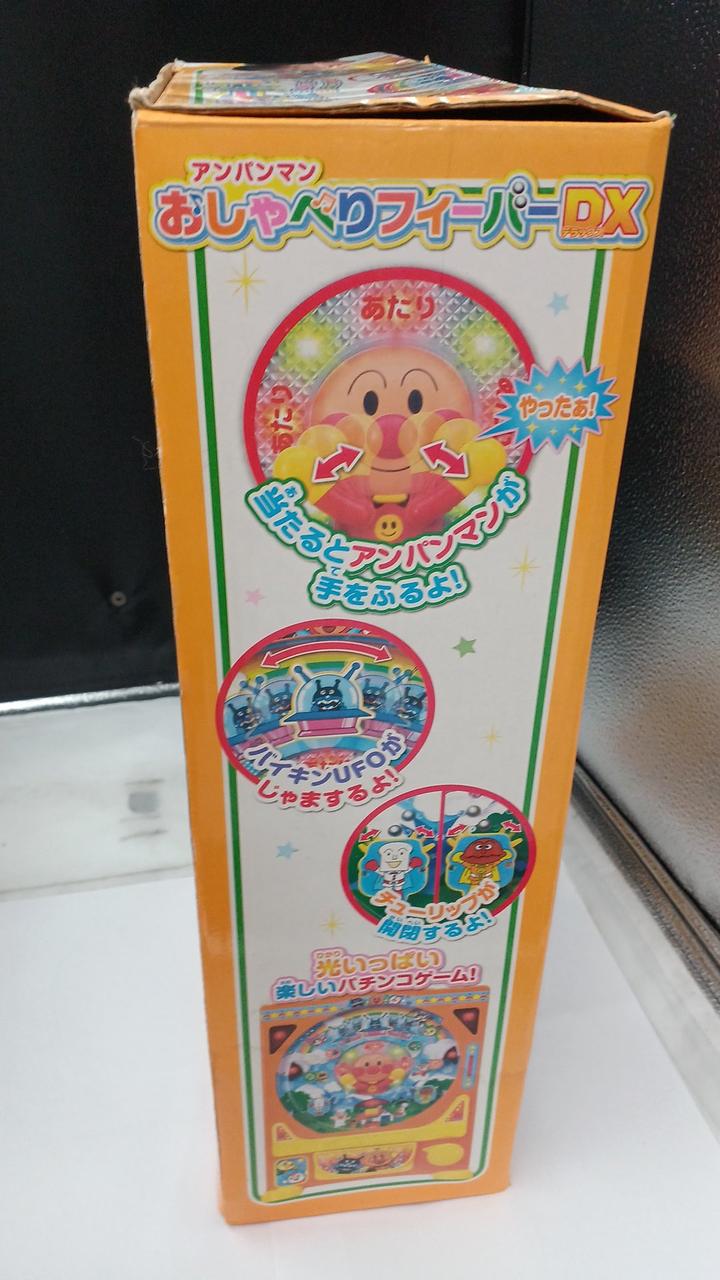 アンパンマン
おしゃべりフィーバーDX
デラックス
あたり
あたり
やったぁ!
当たるとアンパンマンが
手をふるよ!
バイキンUFOが
じゃまするよ!
チューリップが
開閉するよ!
光いっぱい
楽しいパチンコゲーム!